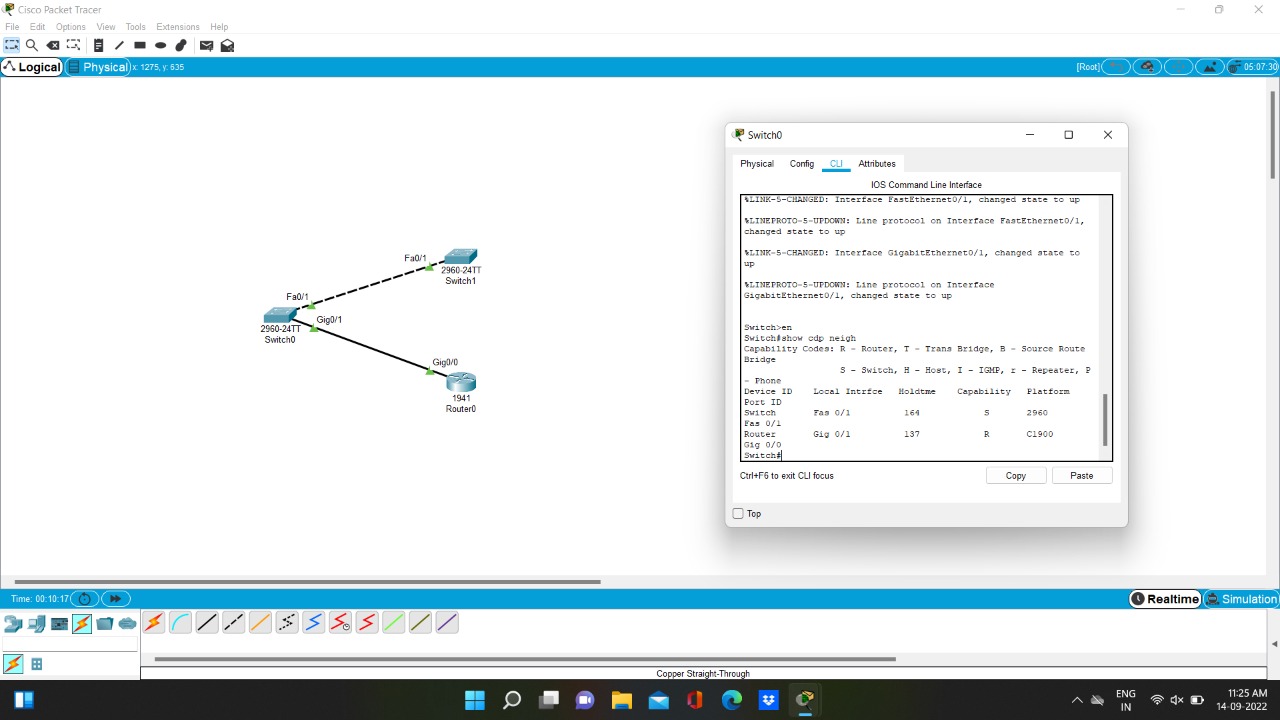 Cisco Packet Tracer
File Edit Options View Tools Extensions Help
Logical Physical x: 1275, y: 635 [Root] 05:07:30
Switch0
Physical Config CLI Attributes
IOS Command Line Interface
%LINK-5-CHANGED: Interface FastEthernet0/1, changed state to up
%LINEPROTO-5-UPDOWN: Line protocol on Interface FastEthernet0/1,
changed state to up
%LINK-5-CHANGED: Interface GigabitEthernet0/1, changed state to
up
%LINEPROTO-5-UPDOWN: Line protocol on Interface
GigabitEthernet0/1, changed state to up
Switch>en
Switch#show cdp neigh
Capability Codes: R - Router, T - Trans Bridge, B - Source Route
Bridge
S - Switch, H - Host, I - IGMP, r - Repeater, P
- Phone
Device ID Local Intrfce Holdtme Capability Platform
Port ID
Switch Fas 0/1 164 S 2960
Fas 0/1
Router Gig 0/1 137 R C1900
Gig 0/0
Switch#
Ctrl+F6 to exit CLI focus Copy Paste
Top
Fa0/1
2960-24TT
Switch1
Fa0/1
2960-24TT
Switch0
Gig0/1
Gig0/0
1941
Router0
Time: 00:10:17 Realtime Simulation
Copper Straight-Through
ENG
IN
11:25 AM
14-09-2022